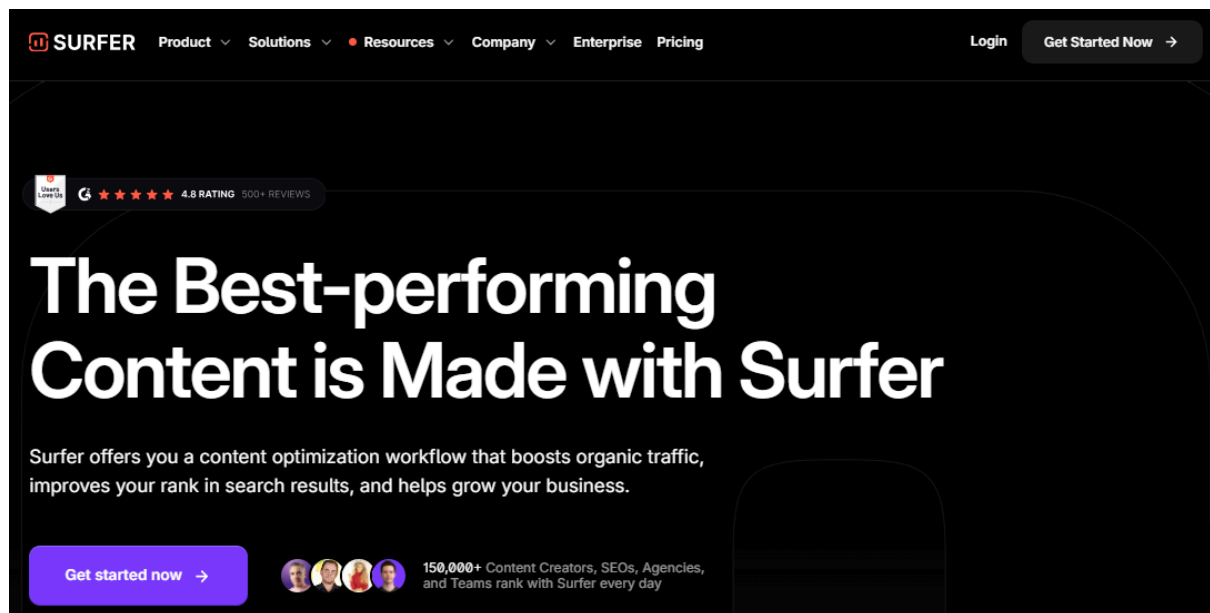 SURFER Product Solutions Resources Company Enterprise Pricing Login Get Started Now →
Users
Love Us
4.8 RATING 500+ REVIEWS
The Best-performing
Content is Made with Surfer
Surfer offers you a content optimization workflow that boosts organic traffic,
improves your rank in search results, and helps grow your business.
Get started now →
150,000+ Content Creators, SEOs, Agencies,
and Teams rank with Surfer every day